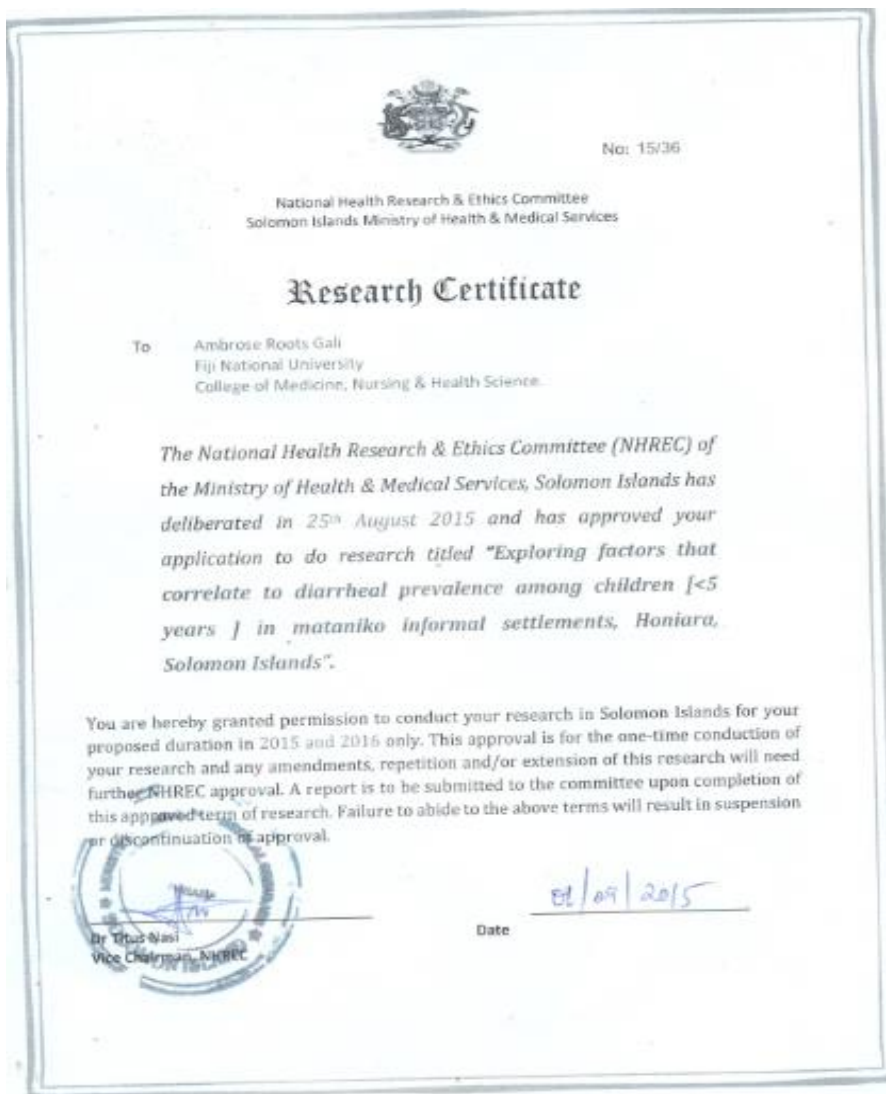 No: 15/36
National Health Research & Ethics Committee
Solomon Islands Ministry of Health & Medical Services
Research Certificate
To Ambrose Roots Gali
Fiji National University
College of Medicine, Nursing & Health Science.
The National Health Research & Ethics Committee (NHREC) of
the Ministry of Health & Medical Services, Solomon Islands has
deliberated in 25th August 2015 and has approved your
application to do research titled "Exploring factors that
correlate to diarrheal prevalence among children [<5
years ] in mataniko informal settlements, Honiara,
Solomon Islands".
You are hereby granted permission to conduct your research in Solomon Islands for your
proposed duration in 2015 and 2016 only. This approval is for the one-time conduction of
your research and any amendments, repetition and/or extension of this research will need
further NHREC approval. A report is to be submitted to the committee upon completion of
this approved term of research. Failure to abide to the above terms will result in suspension
or discontinuation of approval.
Dr Titus Nasi
Vice Chairman, NHREC
Date 01/09/2015